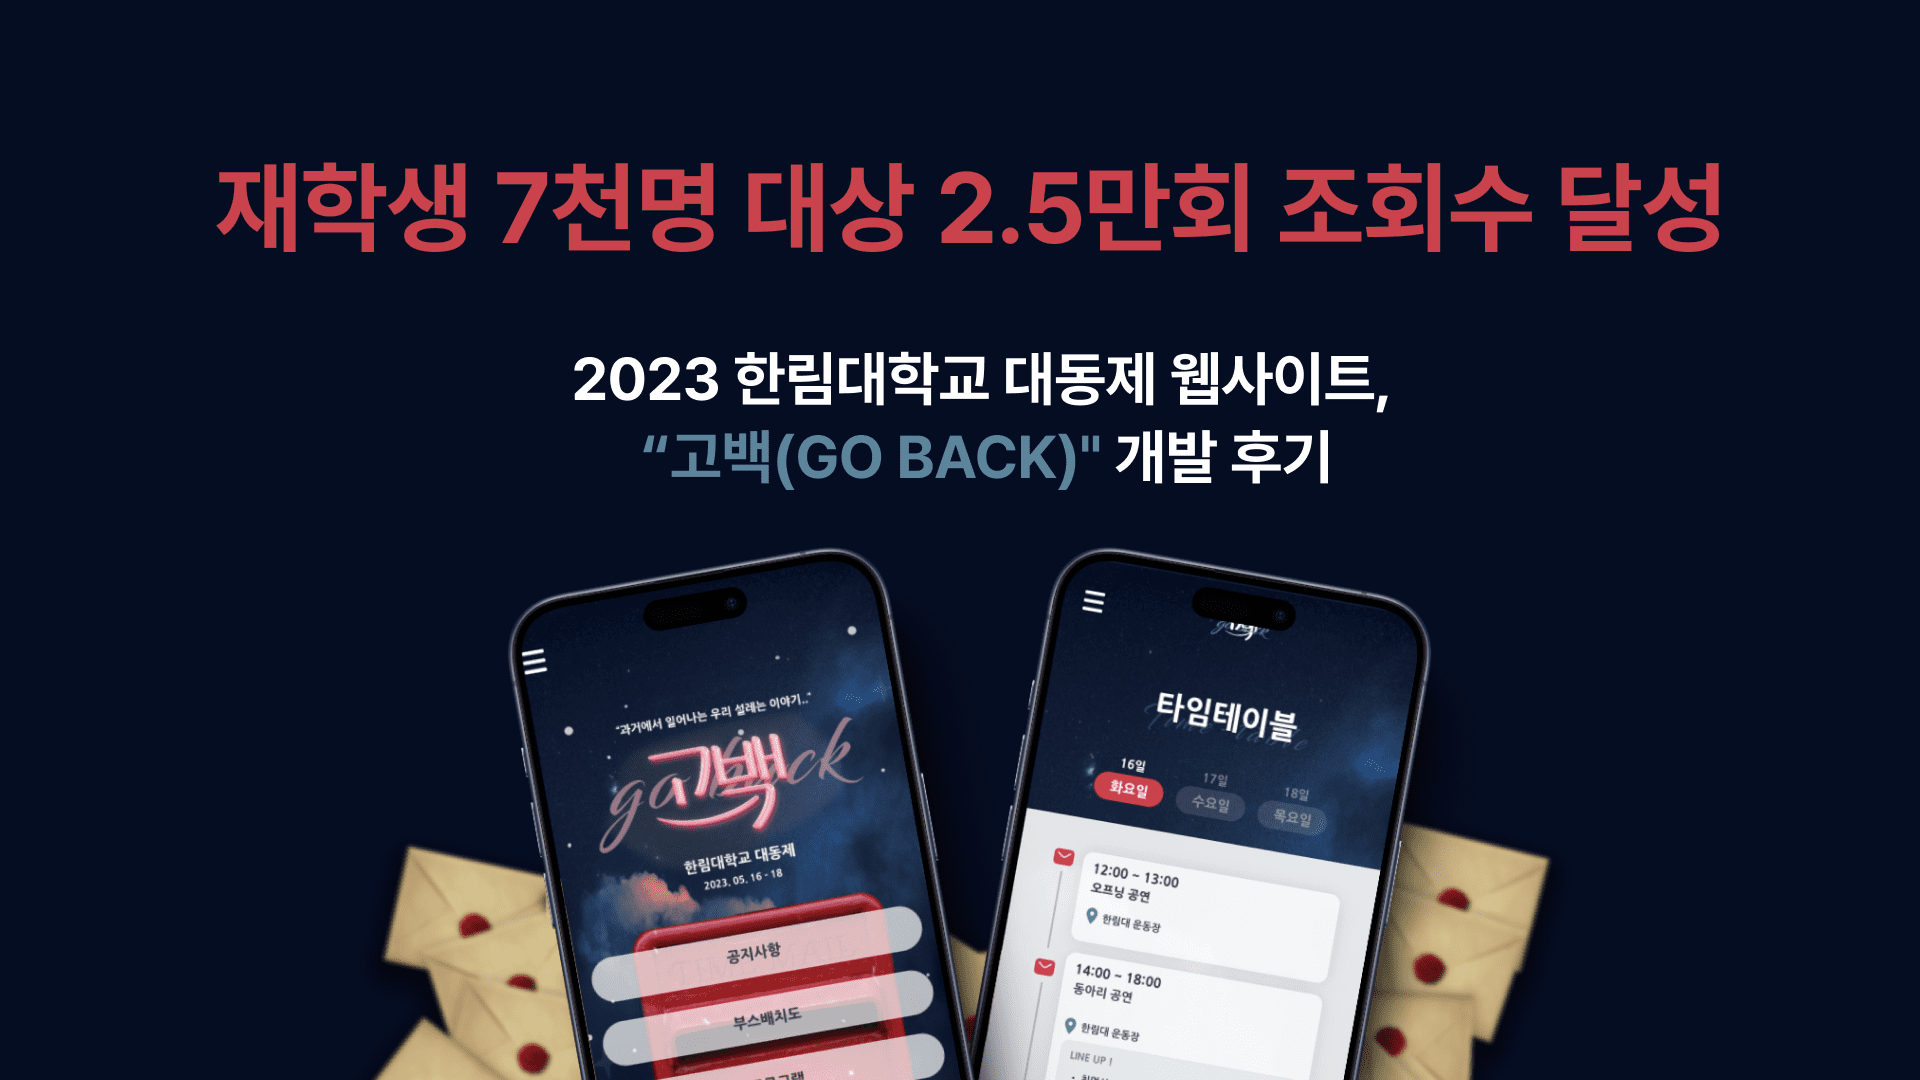 재학생 7천명 대상 2.5만회 조회수 달성
2023 한림대학교 대동제 웹사이트,
“고백(GO BACK)" 개발 후기
“과거에서 일어나는 우리 설레는 이야기..”
go back
고백
한림대학교 대동제
2023. 05. 16 - 18
공지사항
부스배치도
타임테이블
16일
화요일
17일
수요일
18일
목요일
12:00 ~ 13:00
오프닝 공연
한림대 운동장
14:00 ~ 18:00
동아리 공연
한림대 운동장
LINE UP !